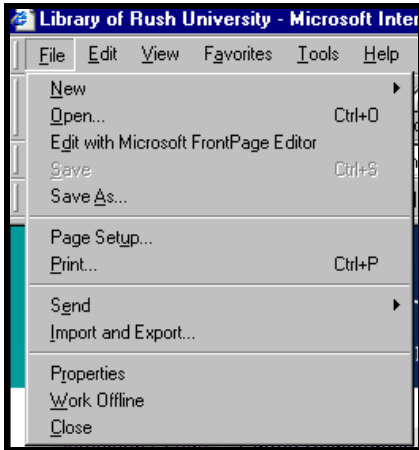 Library of Rush University - Microsoft Inter
File Edit View Favorites Tools Help
New
Open... Ctrl+O
Edit with Microsoft FrontPage Editor
Save Ctrl+S
Save As...
Page Setup...
Print... Ctrl+P
Send
Import and Export...
Properties
Work Offline
Close